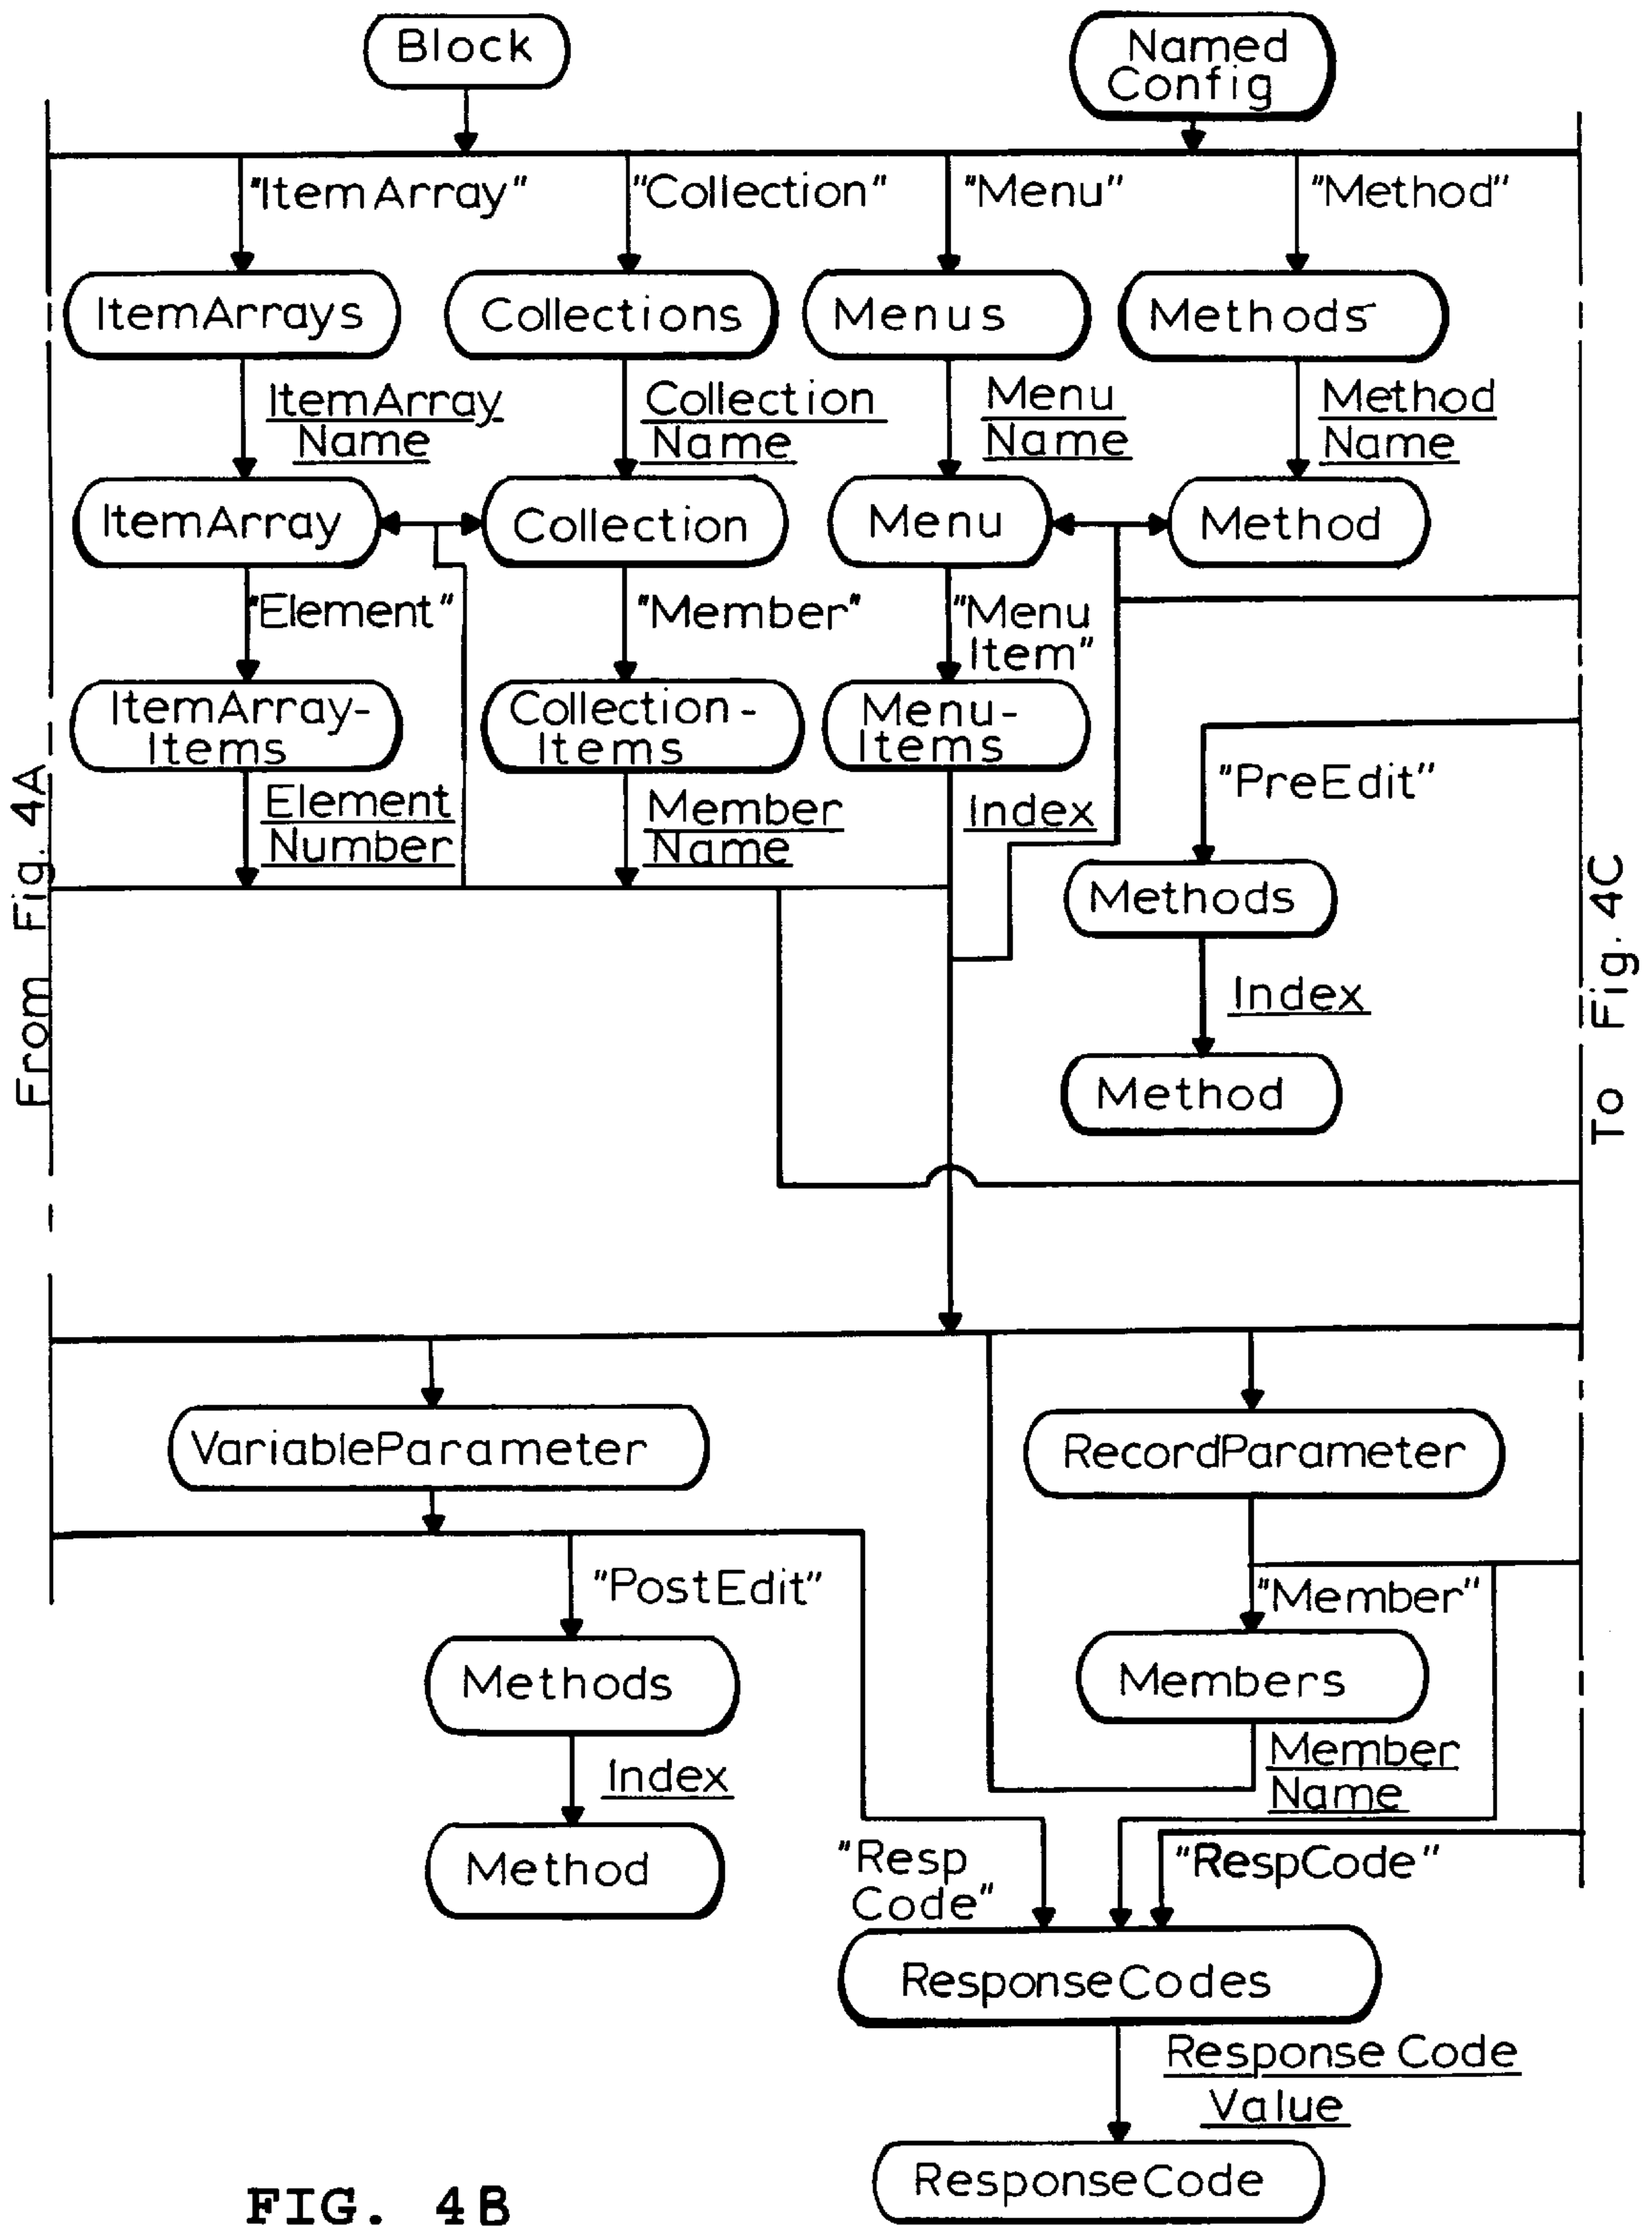 Block
Named
Config
"ItemArray"
"Collection"
"Menu"
"Method"
ItemArrays
Collections
Menus
Methods
ItemArray
Name
Collection
Name
Menu
Name
Method
Name
ItemArray
Collection
Menu
Method
"Element"
"Member"
"Menu
Item"
ItemArray-
Items
Collection-
Items
Menu-
Items
"PreEdit"
Element
Number
Member
Name
Index
Methods
Index
Method
From Fig. 4A
To Fig. 4C
VariableParameter
RecordParameter
"PostEdit"
"Member"
Methods
Members
Index
Member
Name
Method
"Resp
Code"
"RespCode"
ResponseCodes
Response Code
Value
ResponseCode
FIG. 4B